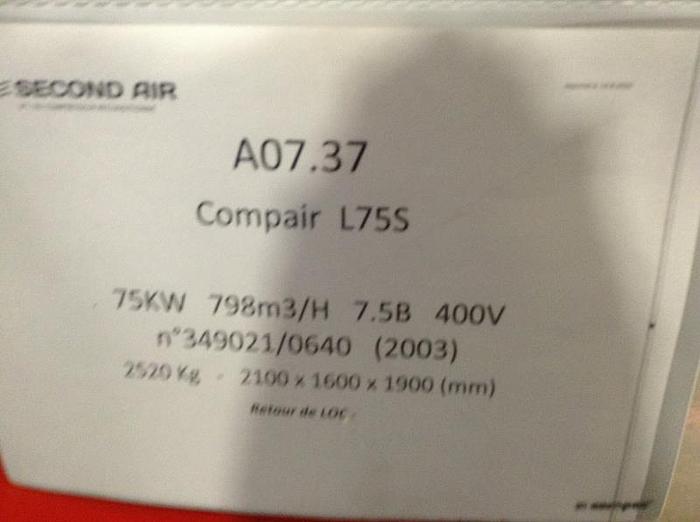 SECOND AIR
A07.37
Compair L75S
75KW 798m3/H 7.5B 400V
n°349021/0640 (2003)
2520 Kg - 2100 x 1600 x 1900 (mm)
Retour de LOC -